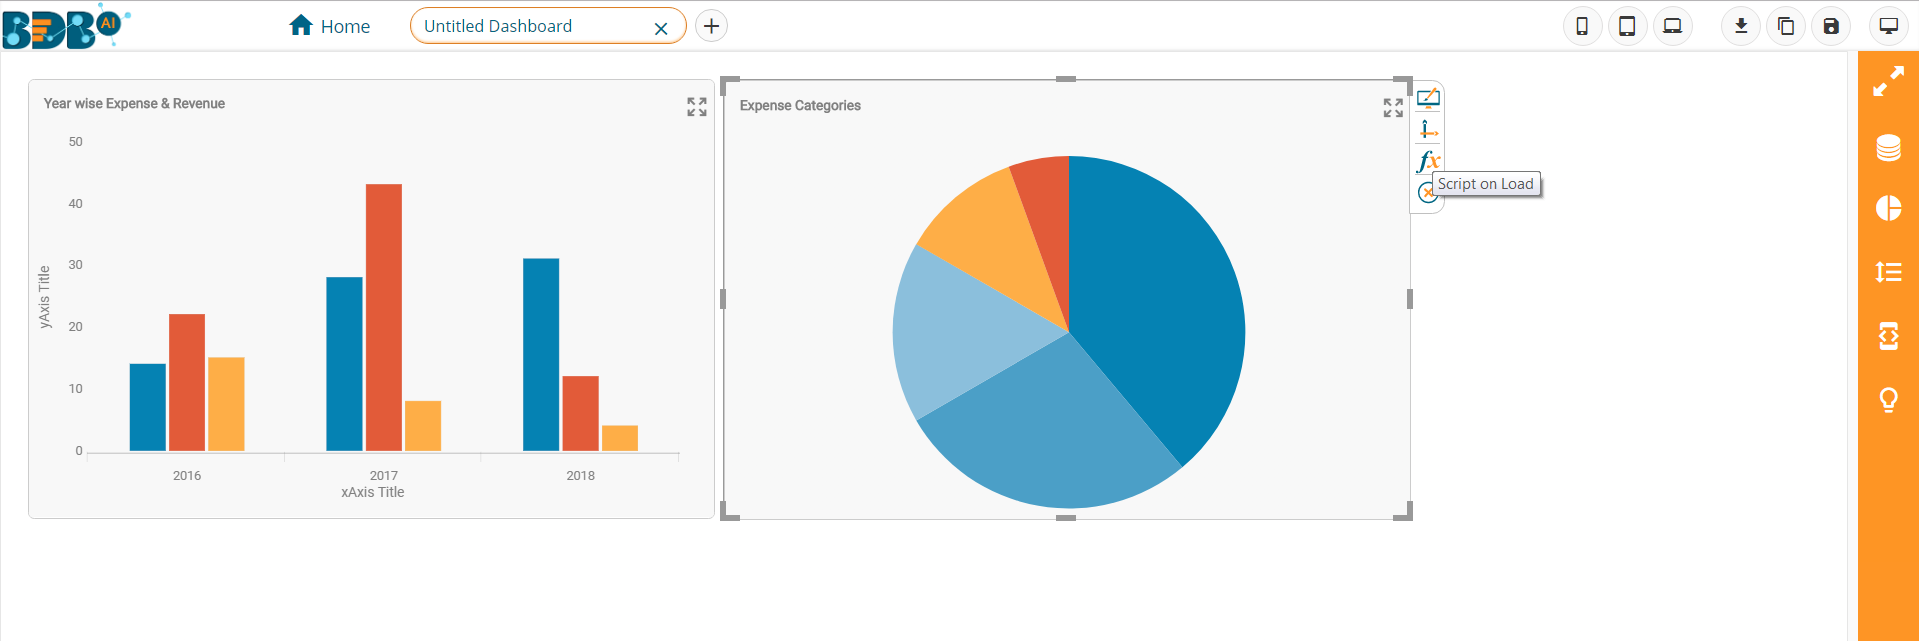 BDB AI
Home
Untitled Dashboard
Year wise Expense & Revenue
50
40
30
20
10
0
yAxis Title
2016
2017
2018
xAxis Title
Expense Categories
fx
Script on Load